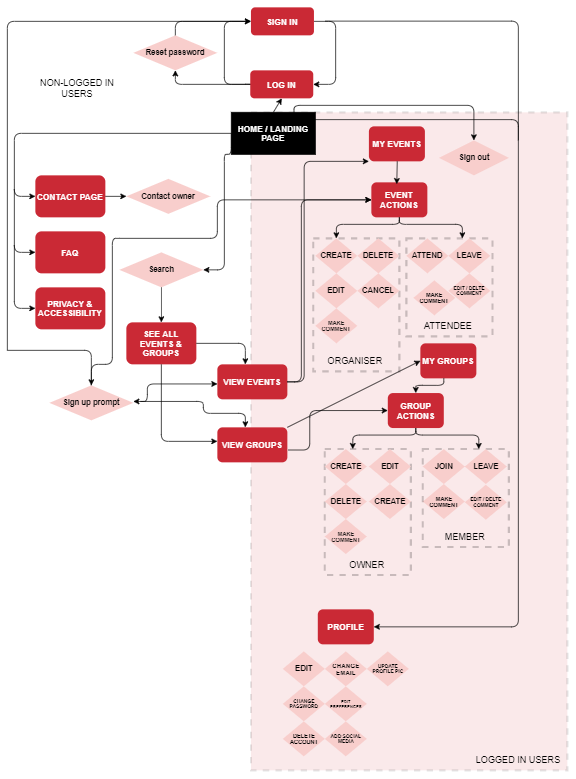 SIGN IN
Reset password
NON-LOGGED IN
USERS
LOG IN
HOME / LANDING
PAGE
MY EVENTS
Sign out
CONTACT PAGE
Contact owner
EVENT
ACTIONS
FAQ
Search
CREATE
DELETE
ATTEND
LEAVE
EDIT
CANCEL
MAKE
COMMENT
EDIT / DELTE
COMMENT
PRIVACY &
ACCESSIBILITY
MAKE
COMMENT
ATTENDEE
SEE ALL
EVENTS &
GROUPS
ORGANISER
MY GROUPS
VIEW EVENTS
Sign up prompt
GROUP
ACTIONS
VIEW GROUPS
CREATE
EDIT
JOIN
LEAVE
DELETE
CREATE
MAKE
COMMENT
EDIT / DELTE
COMMENT
MAKE
COMMENT
MEMBER
OWNER
PROFILE
EDIT
CHANGE
EMAIL
UPDATE
PROFILE PIC
CHANGE
PASSWORD
EDIT
PREFERENCES
DELETE
ACCOUNT
ADD SOCIAL
MEDIA
LOGGED IN USERS